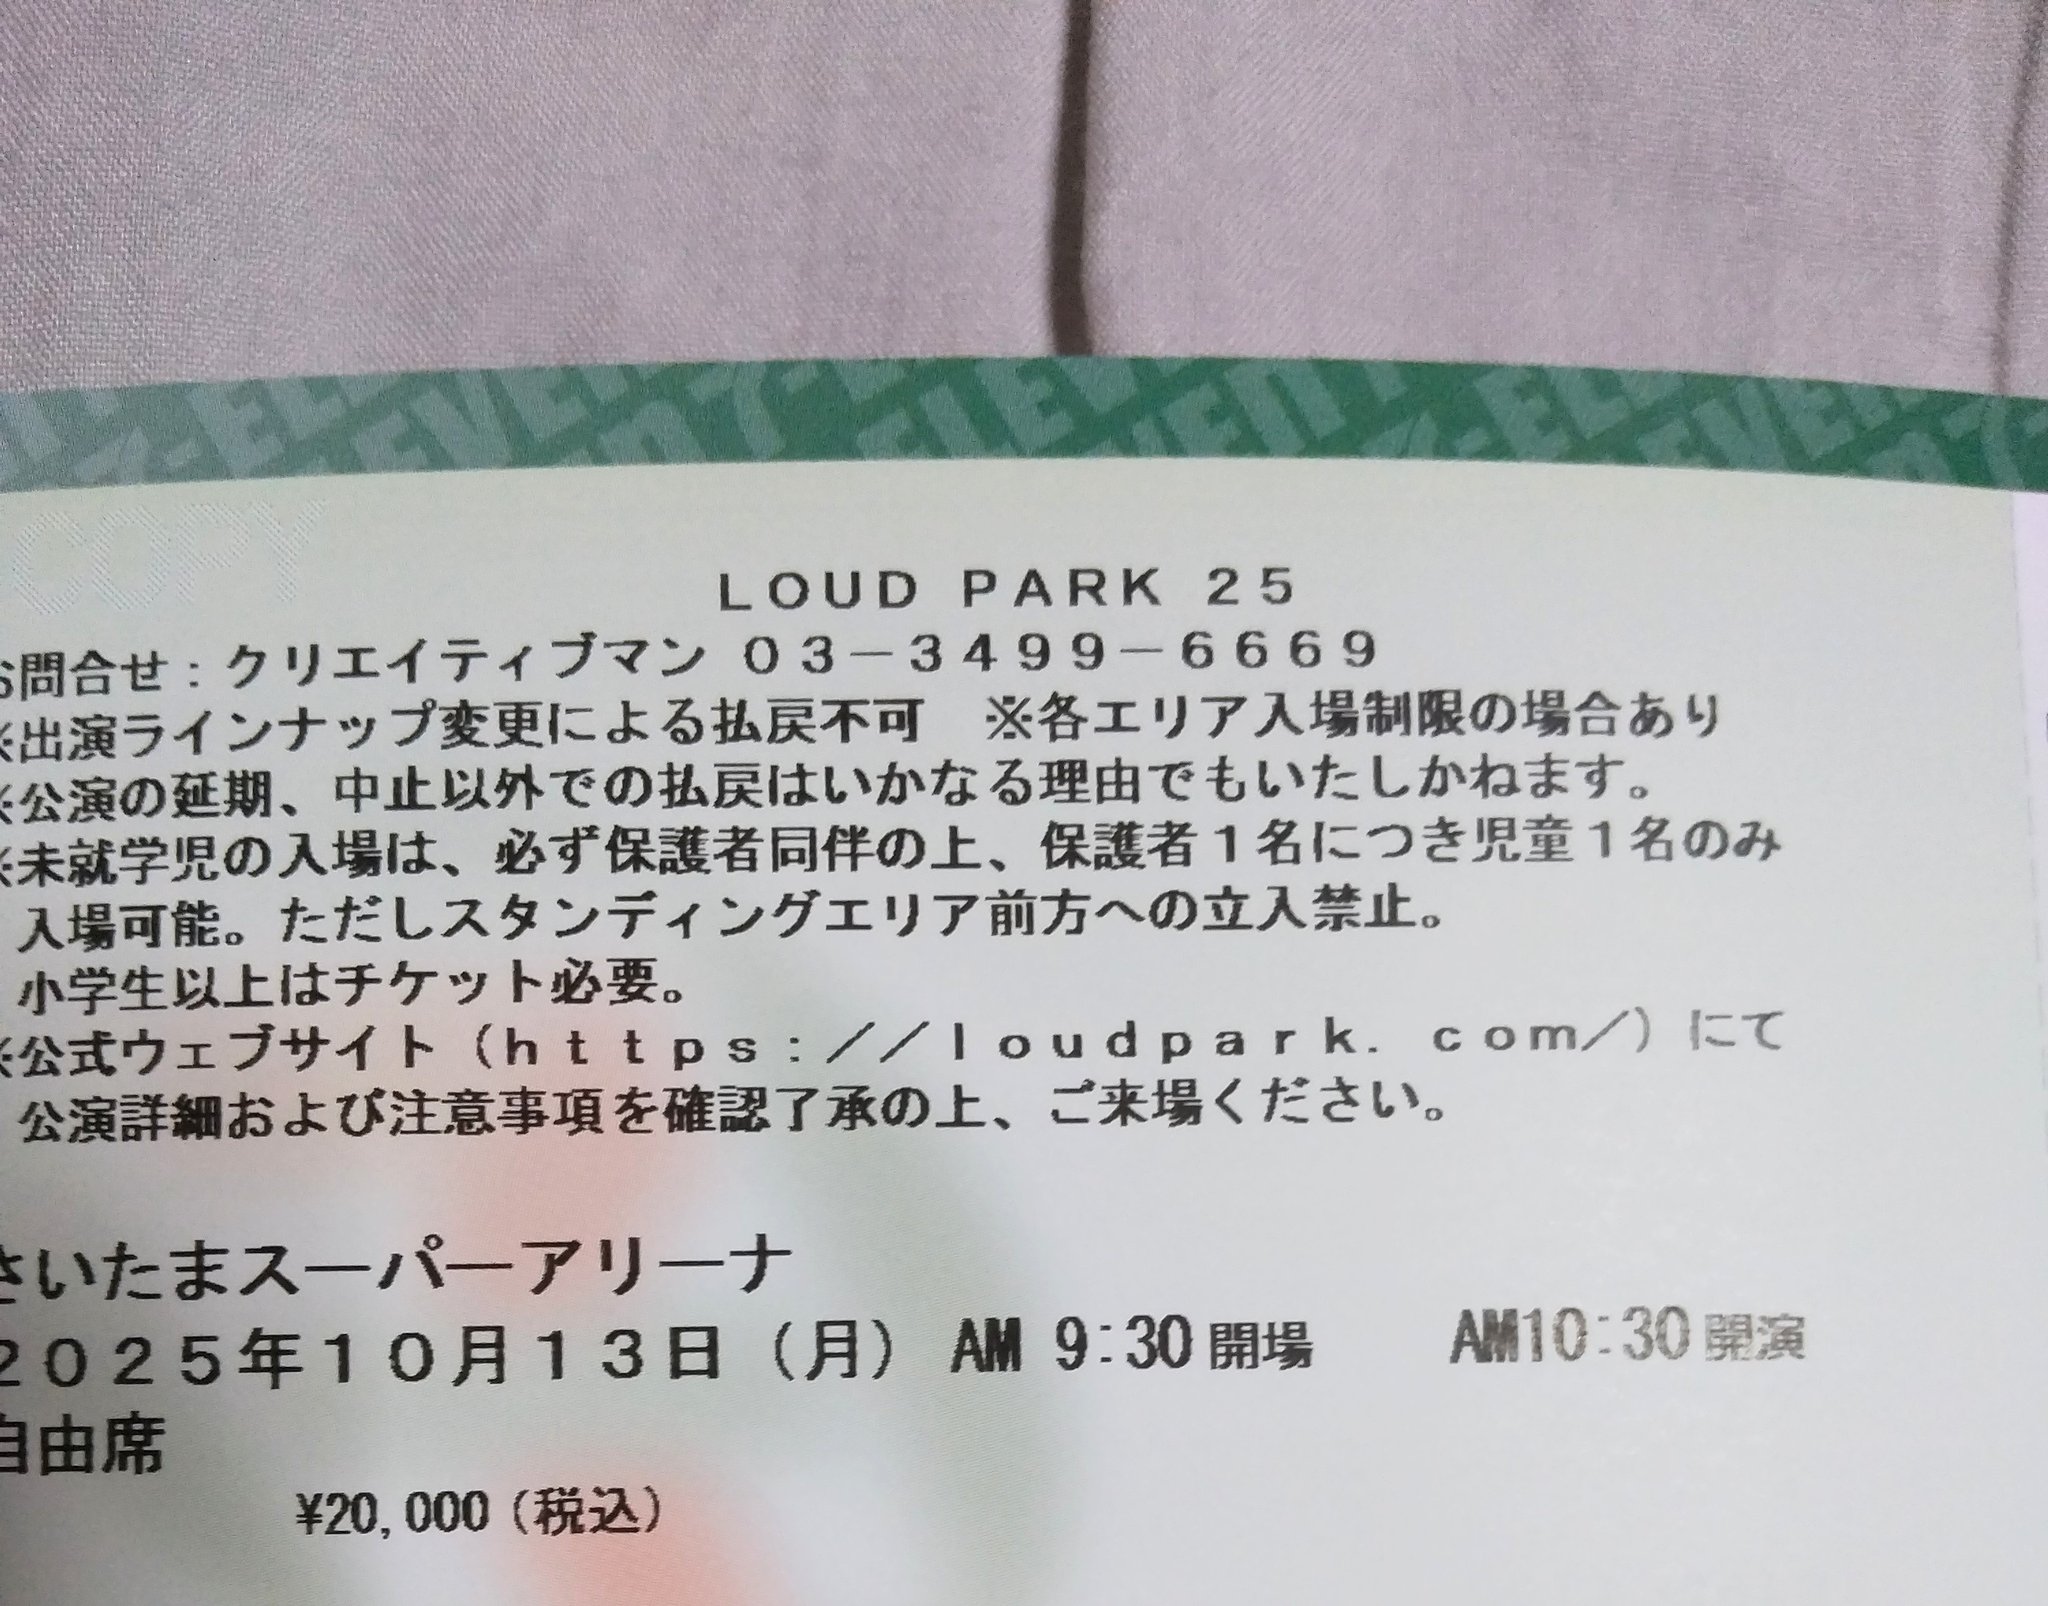 COPY
LOUD PARK 25
お問合せ：クリエイティブマン 03－3499－6669
※出演ラインナップ変更による払戻不可　※各エリア入場制限の場合あり
※公演の延期、中止以外での払戻はいかなる理由でもいたしかねます。
※未就学児の入場は、必ず保護者同伴の上、保護者１名につき児童１名のみ
入場可能。ただしスタンディングエリア前方への立入禁止。
小学生以上はチケット必要。
※公式ウェブサイト（https://loudpark.com/）にて
公演詳細および注意事項を確認了承の上、ご来場ください。
さいたまスーパーアリーナ
2025年10月13日（月）AM 9:30開場　AM10:30開演
自由席
¥20,000（税込）